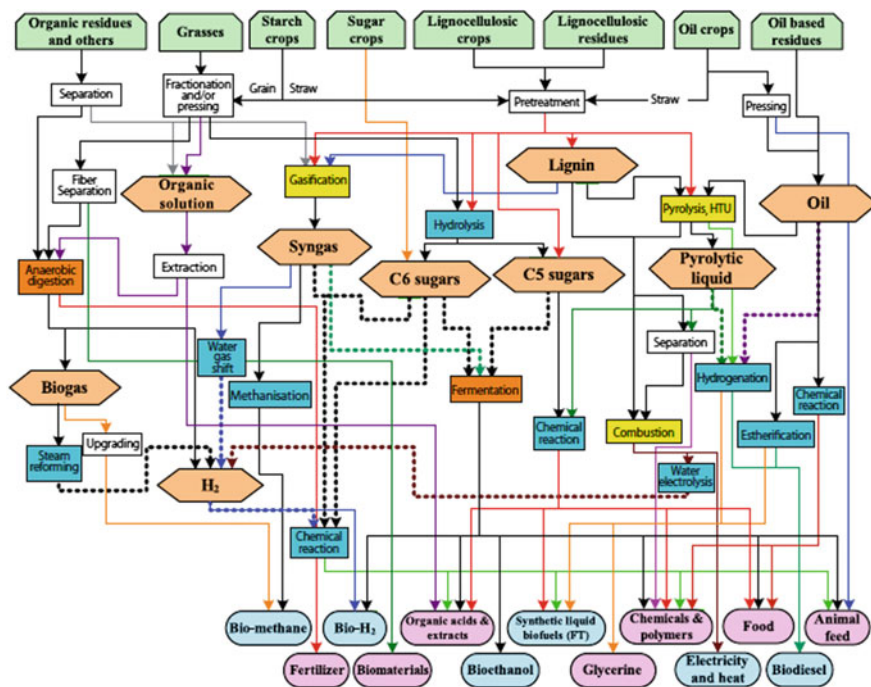 Organic residues
and others
Grasses
Starch
crops
Sugar
crops
Lignocellulosic
crops
Lignocellulosic
residues
Oil crops
Oil based
residues
Separation
Fractionation
and/or
pressing
Grain
Straw
Pretreatment
Straw
Pressing
Fiber
Separation
Organic
solution
Gasification
Lignin
Pyrolysis, HTU
Oil
Hydrolysis
Syngas
Anaerobic
digestion
Extraction
C6 sugars
C5 sugars
Pyrolytic
liquid
Water
gas
shift
Separation
Biogas
Methanisation
Fermentation
Hydrogenation
Chemical
reaction
Chemical
reaction
Combustion
Estherification
Upgrading
Steam
reforming
H₂
Water
electrolysis
Chemical
reaction
Bio-methane
Bio-H₂
Organic acids &
extracts
Synthetic liquid
biofuels (FT)
Chemicals &
polymers
Food
Animal
feed
Fertilizer
Biomaterials
Bioethanol
Glycerine
Electricity
and heat
Biodiesel